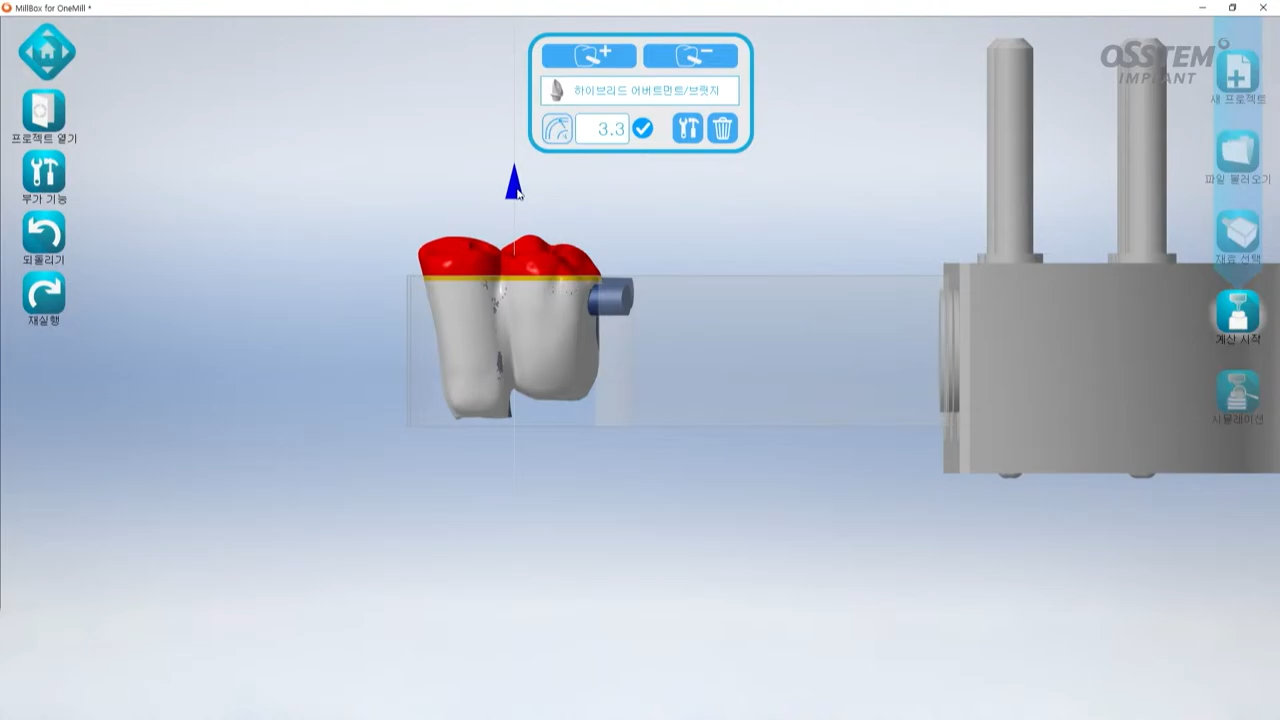 MillBox for OneMill *
하이브리드 어버트먼트/브릿지
3.3
프로젝트 열기
부가 기능
되돌리기
재실행
OSSTEM
IMPLANT
새 프로젝트
파일 불러오기
재료 선택
계산 시작
시뮬레이션